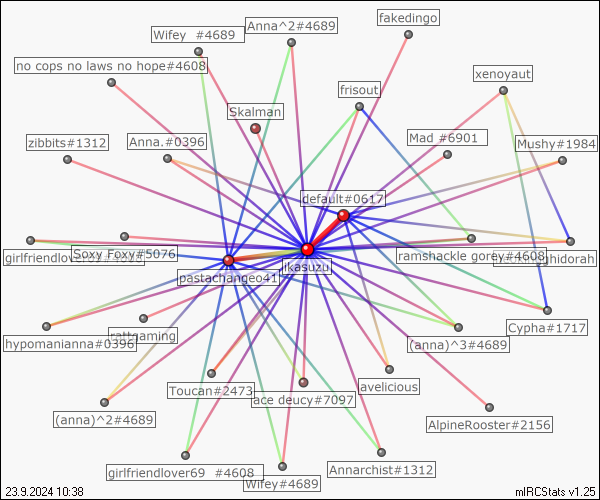 fakedingo
Anna^2#4689
Wifey  #4689
no cops no laws no hope#4608
xenoyaut
frisout
Skalman
zibbits#1312
Anna.#0396
Mad #6901
Mushy#1984
default#0617
girlfriendlover69
Soxy Foxy#5076
ramshackle gorey#4608
ghidorah
ikasuzu
pastachangeo41
hypomanianna#0396
rattgaming
Cypha#1717
(anna)^3#4689
Toucan#2473
ace deucy#7097
avelicious
(anna)^2#4689
AlpineRooster#2156
girlfriendlover69  #4608
Wifey#4689
Annarchist#1312
23.9.2024 10:38
mIRCStats v1.25